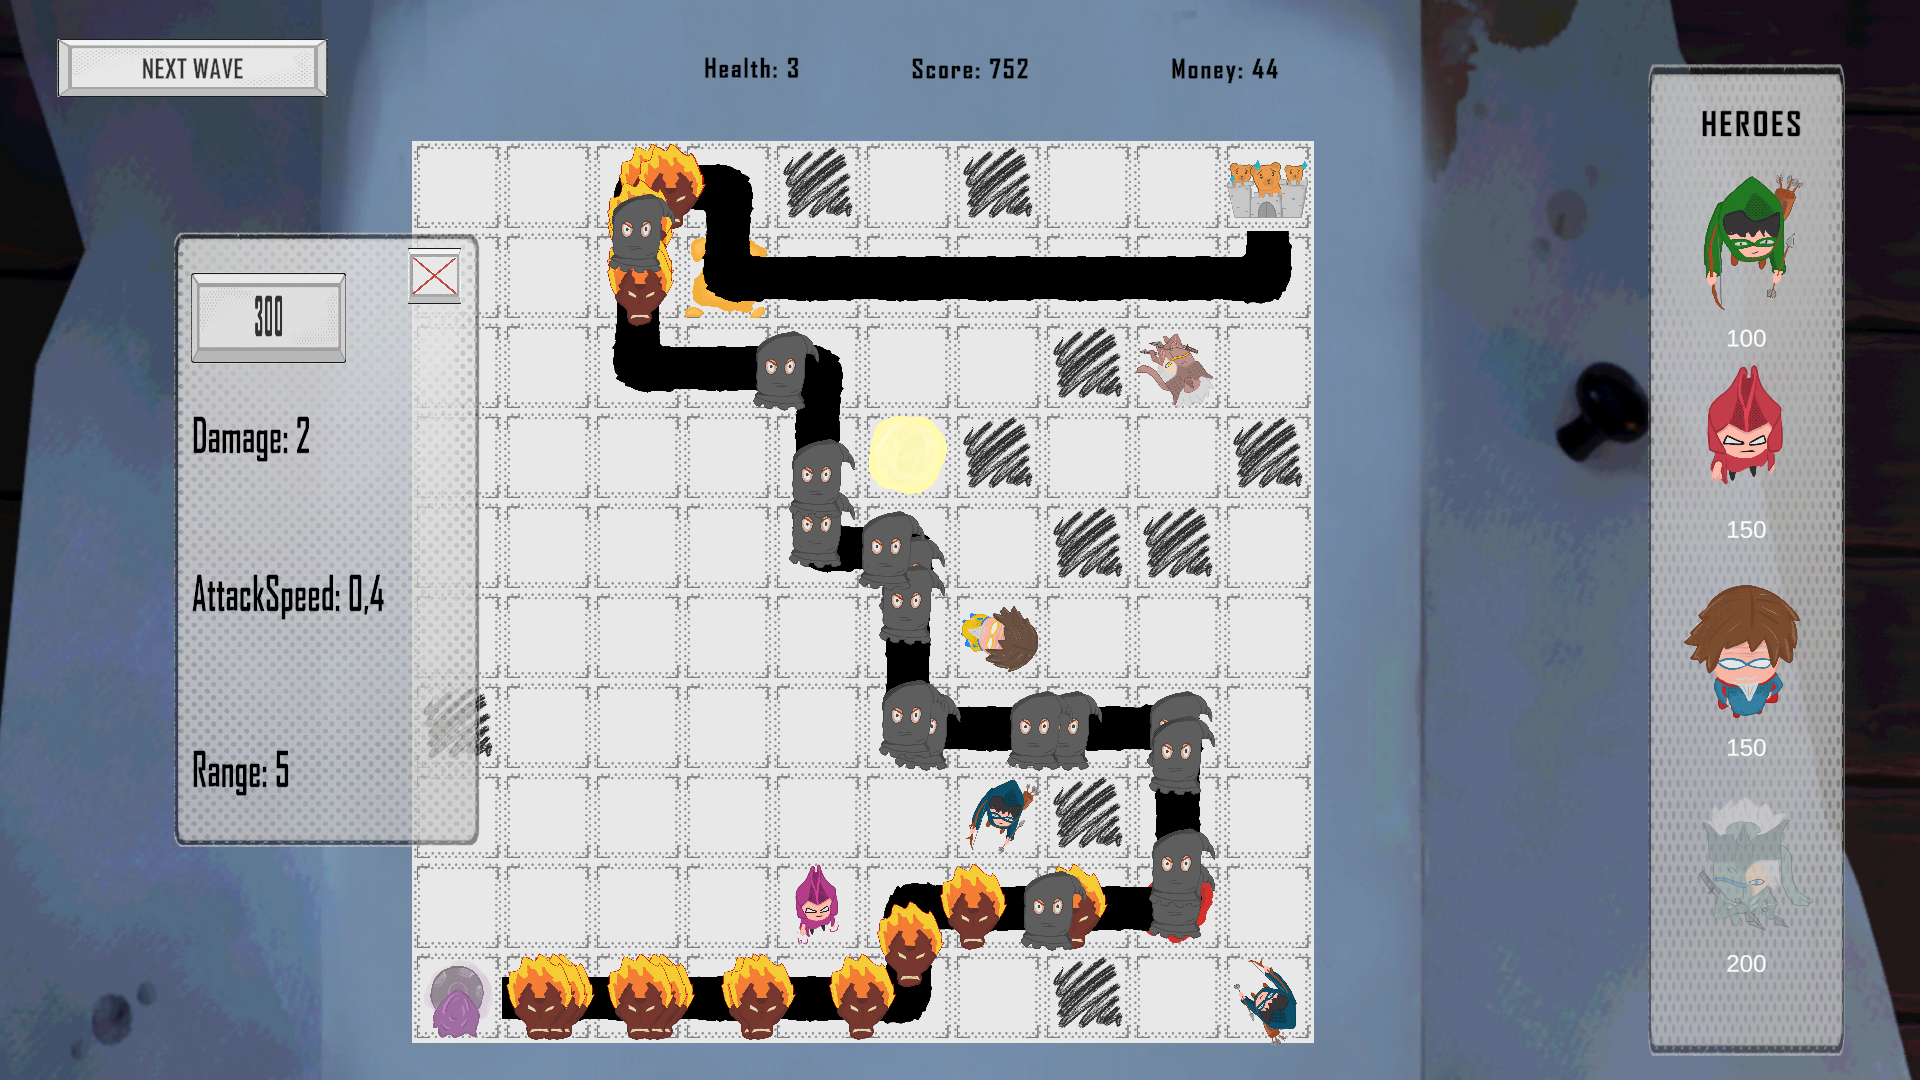 NEXT WAVE
Health: 3
Score: 752
Money: 44
HEROES
300
Damage: 2
AttackSpeed: 0,4
Range: 5
100
150
150
200